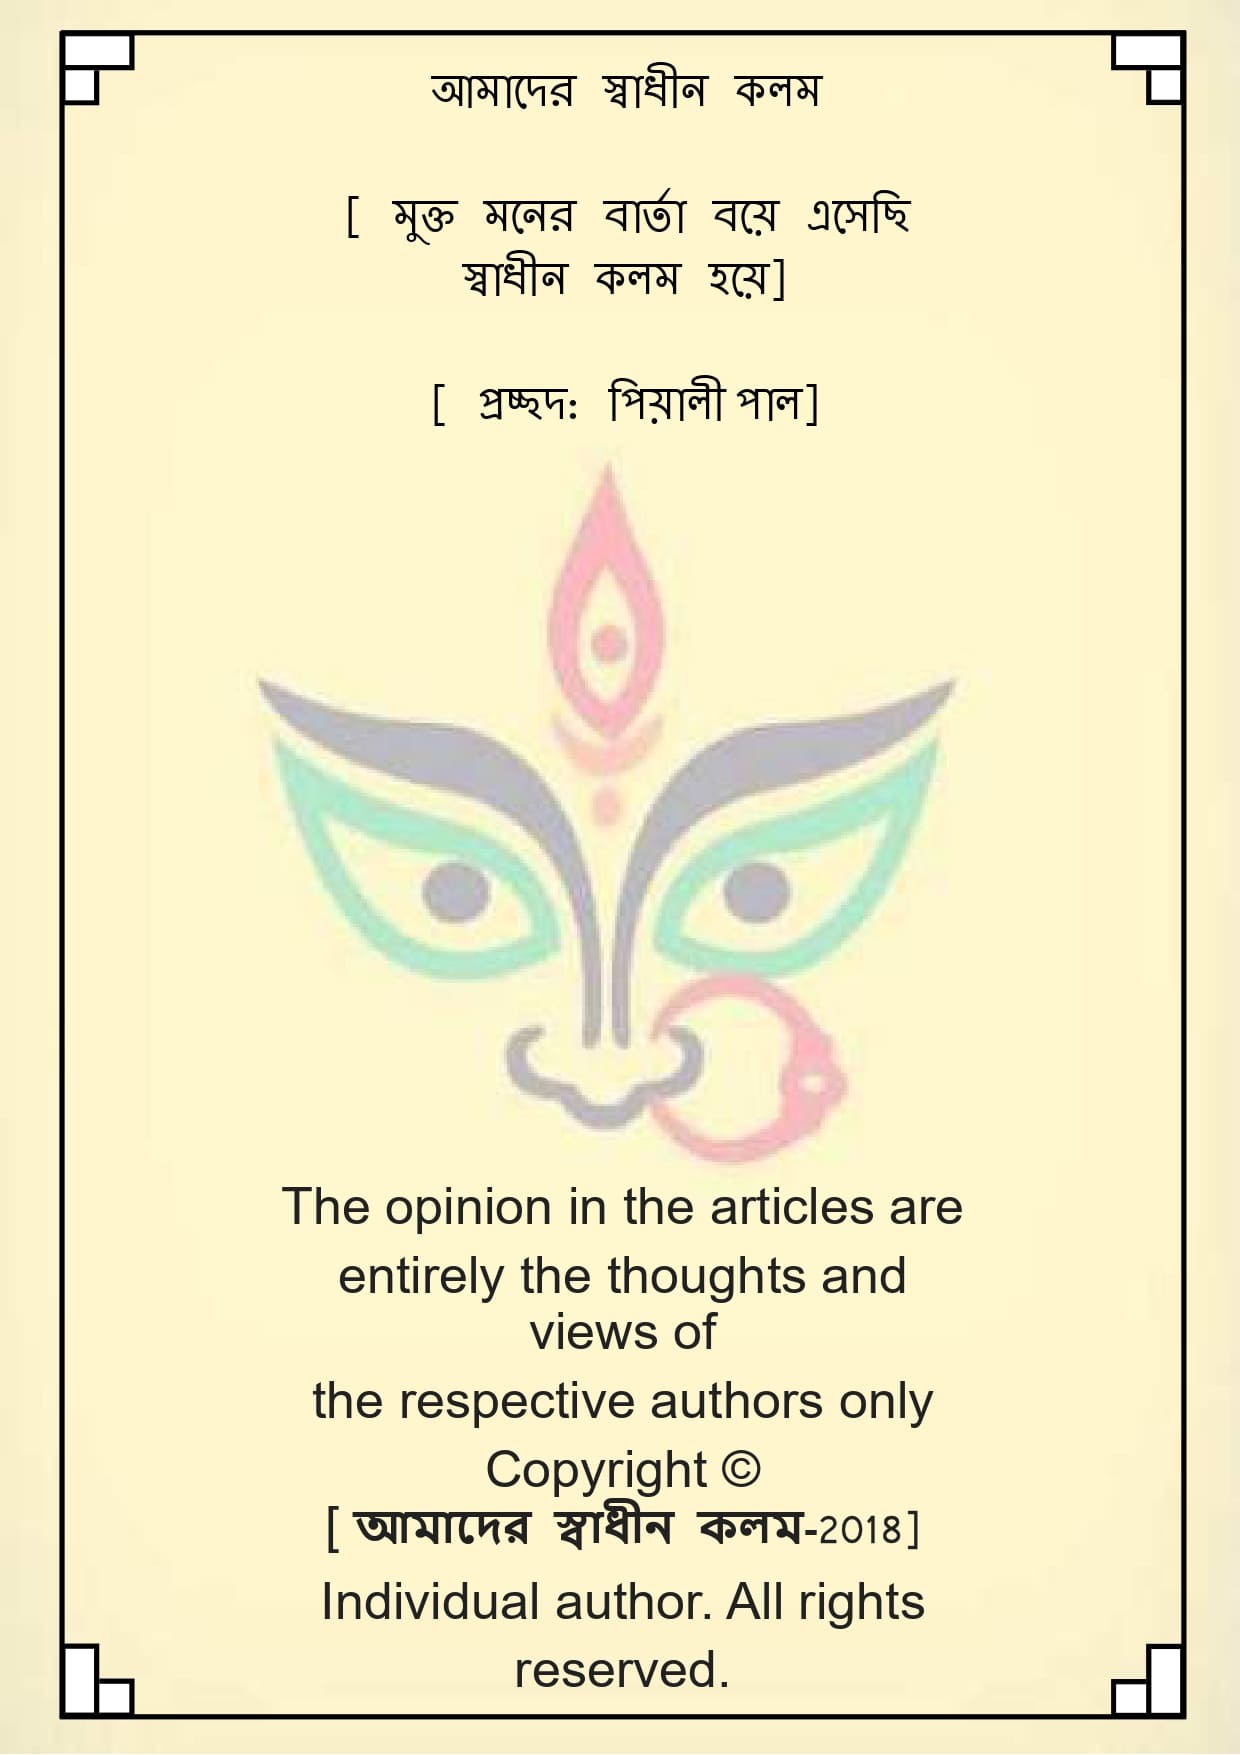 আমাদের স্বাধীন কলম
[ মুক্ত মনের বার্তা বয়ে এসেছি
স্বাধীন কলম হয়ে]
[ প্রচ্ছদ: পিয়ালী পাল]
The opinion in the articles are
entirely the thoughts and
views of
the respective authors only
Copyright ©
[ আমাদের স্বাধীন কলম-2018]
Individual author. All rights
reserved.